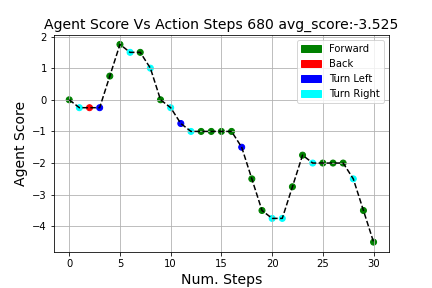 Agent Score Vs Action Steps 680 avg_score:-3.525
Agent Score
2
1
0
−1
−2
−3
−4
Forward
Back
Turn Left
Turn Right
0 5 10 15 20 25 30
Num. Steps